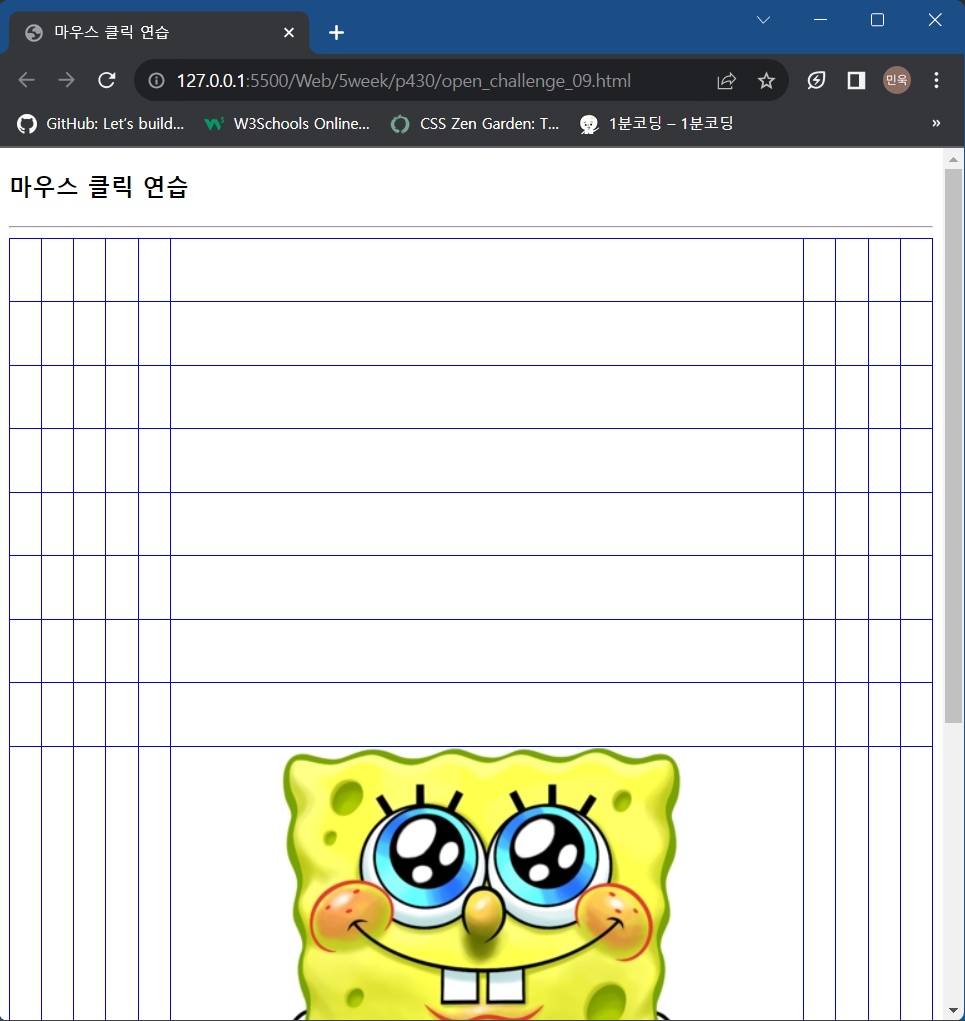 마우스 클릭 연습
127.0.0.1:5500/Web/5week/p430/open_challenge_09.html
민욱
GitHub: Let's build...
W3Schools Online...
CSS Zen Garden: T...
1분코딩 – 1분코딩
»
마우스 클릭 연습